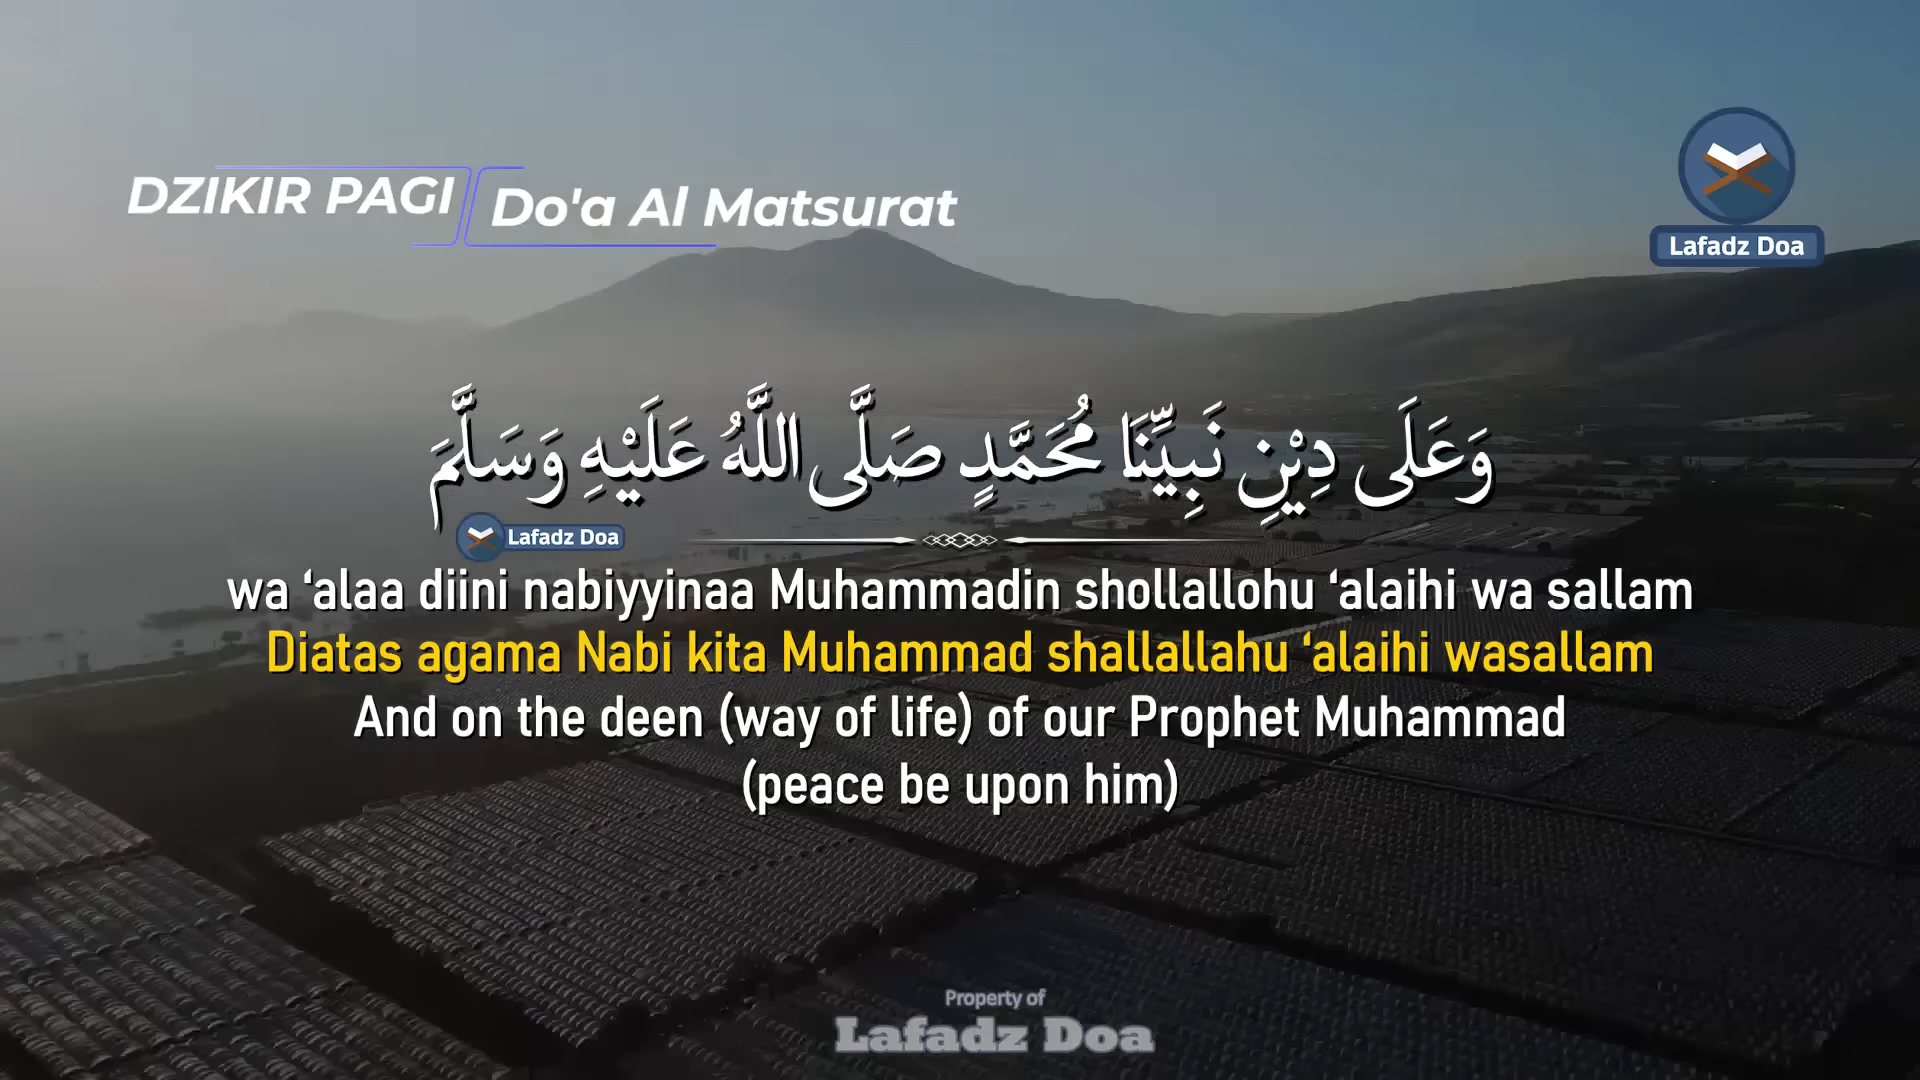 DZIKIR PAGI
Do'a Al Matsurat
Lafadz Doa
وَعَلَى دِيْنِ نَبِيِّنَا مُحَمَّدٍ صَلَّى اللَّهُ عَلَيْهِ وَسَلَّمَ
Lafadz Doa
wa ‘alaa diini nabiyyinaa Muhammadin shollallohu ‘alaihi wa sallam
Diatas agama Nabi kita Muhammad shallallahu ‘alaihi wasallam
And on the deen (way of life) of our Prophet Muhammad
(peace be upon him)
Property of
Lafadz Doa